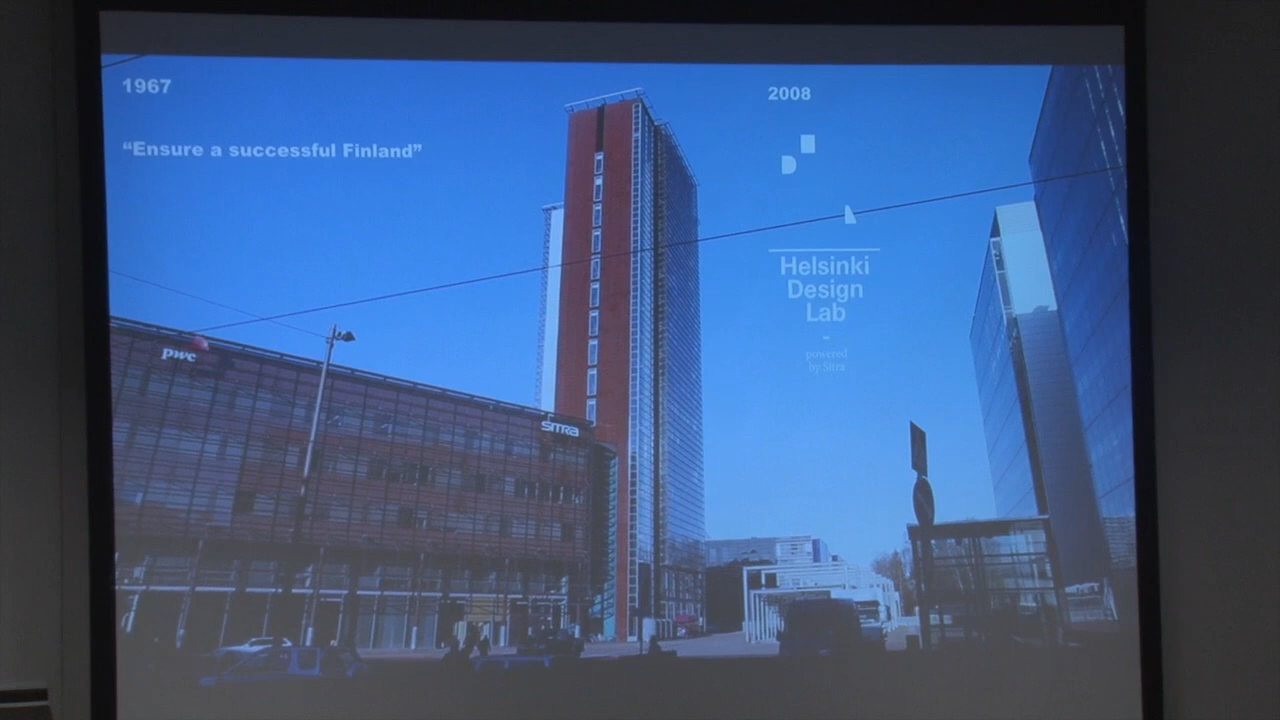 1967
“Ensure a successful Finland”
2008
Helsinki
Design
Lab
powered
by Sitra
pwc
SITRA